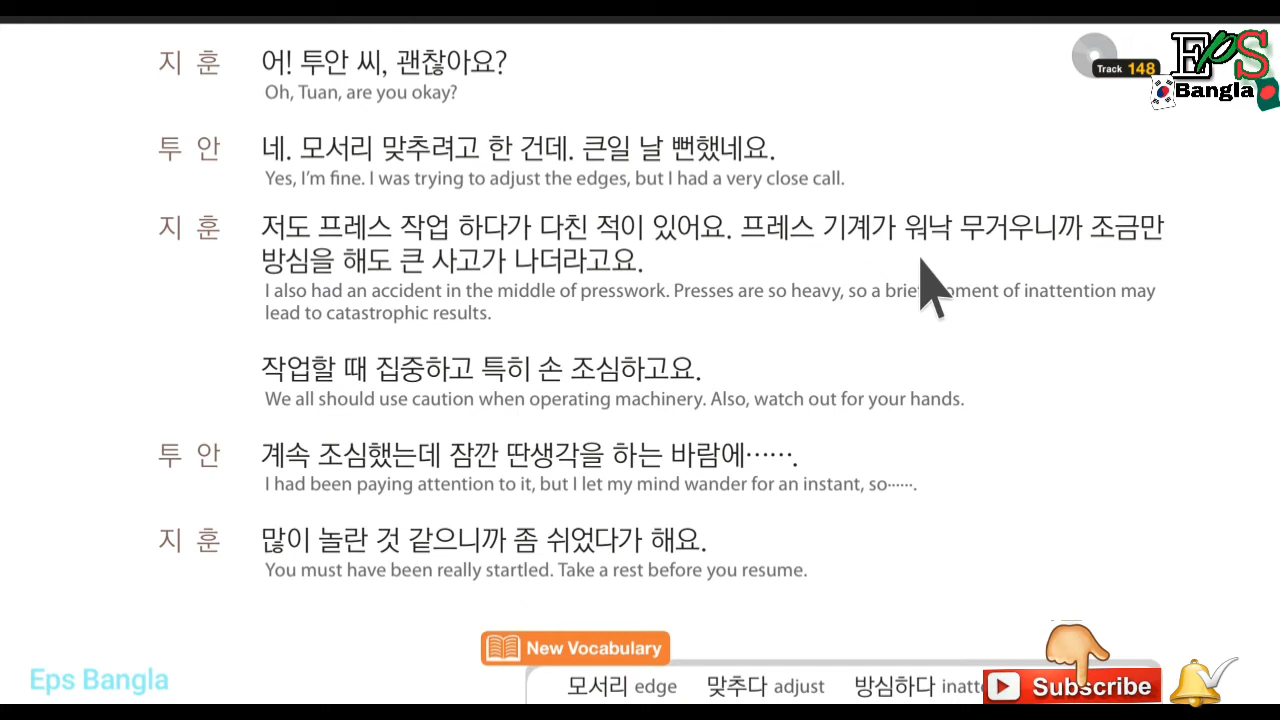 Track 148
EPS
Bangla
지 훈 어! 투안 씨, 괜찮아요?
Oh, Tuan, are you okay?
투 안 네. 모서리 맞추려고 한 건데. 큰일 날 뻔했네요.
Yes, I'm fine. I was trying to adjust the edges, but I had a very close call.
지 훈 저도 프레스 작업 하다가 다친 적이 있어요. 프레스 기계가 워낙 무거우니까 조금만
방심을 해도 큰 사고가 나더라고요.
I also had an accident in the middle of presswork. Presses are so heavy, so a brief moment of inattention may
lead to catastrophic results.
작업할 때 집중하고 특히 손 조심하고요.
We all should use caution when operating machinery. Also, watch out for your hands.
투 안 계속 조심했는데 잠깐 딴생각을 하는 바람에…….
I had been paying attention to it, but I let my mind wander for an instant, so…….
지 훈 많이 놀란 것 같으니까 좀 쉬었다가 해요.
You must have been really startled. Take a rest before you resume.
New Vocabulary
Eps Bangla
모서리 edge 맞추다 adjust 방심하다
Subscribe